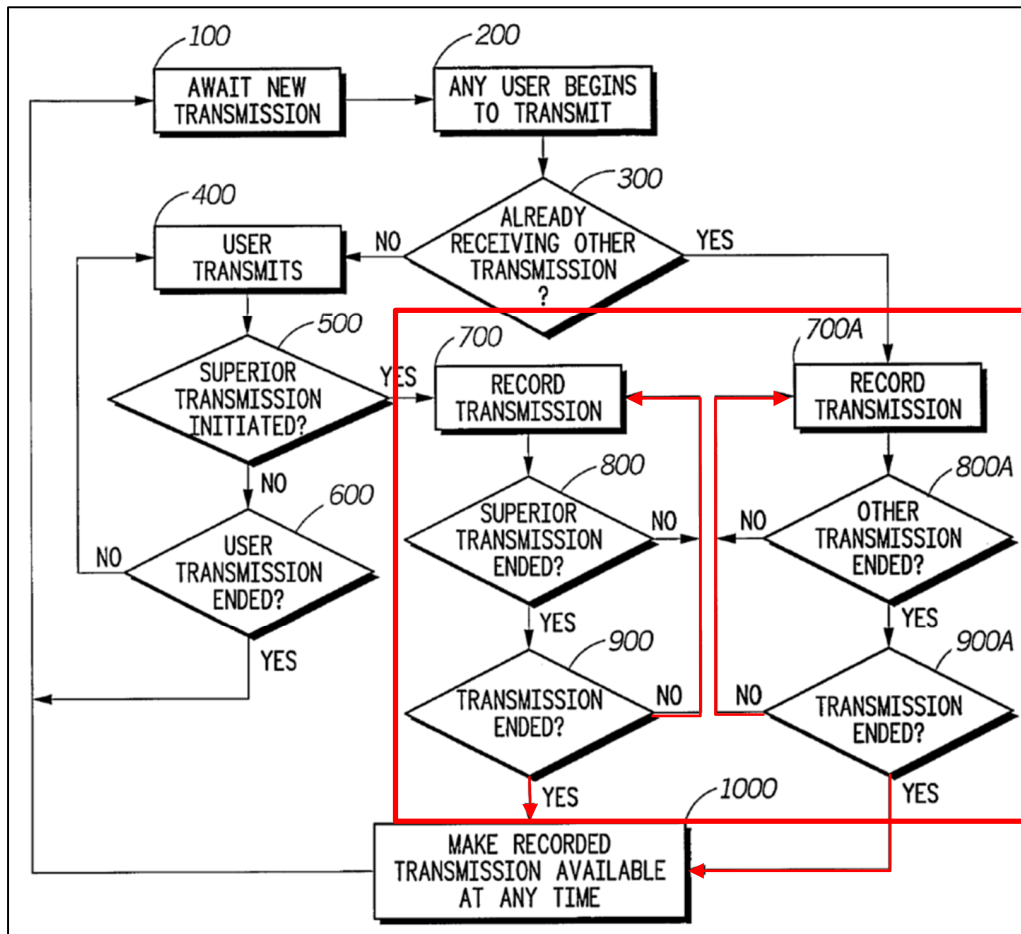 100
AWAIT NEW
TRANSMISSION
200
ANY USER BEGINS
TO TRANSMIT
300
ALREADY
RECEIVING OTHER
TRANSMISSION
?
NO
YES
400
USER
TRANSMITS
500
SUPERIOR
TRANSMISSION
INITIATED?
YES
NO
600
USER
TRANSMISSION
ENDED?
NO
YES
700
RECORD
TRANSMISSION
800
SUPERIOR
TRANSMISSION
ENDED?
NO
YES
900
TRANSMISSION
ENDED?
NO
YES
700A
RECORD
TRANSMISSION
800A
OTHER
TRANSMISSION
ENDED?
NO
YES
900A
TRANSMISSION
ENDED?
NO
YES
1000
MAKE RECORDED
TRANSMISSION AVAILABLE
AT ANY TIME